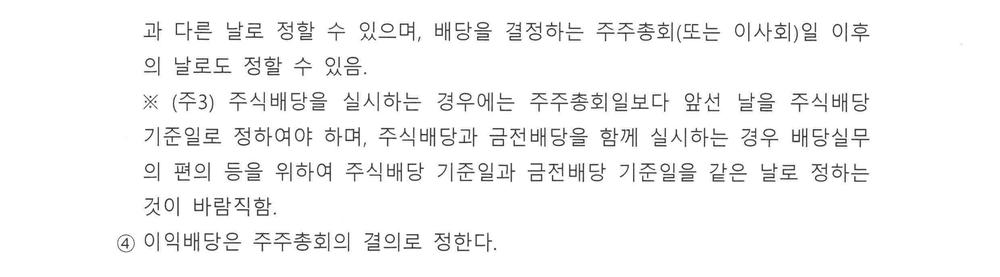 과 다른 날로 정할 수 있으며, 배당을 결정하는 주주총회(또는 이사회)일 이후
의 날로도 정할 수 있음.
※ (주3) 주식배당을 실시하는 경우에는 주주총회일보다 앞선 날을 주식배당
기준일로 정하여야 하며, 주식배당과 금전배당을 함께 실시하는 경우 배당실무
의 편의 등을 위하여 주식배당 기준일과 금전배당 기준일을 같은 날로 정하는
것이 바람직함.
④ 이익배당은 주주총회의 결의로 정한다.